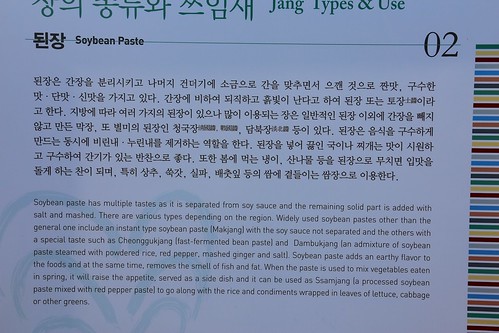 장의 종류와 쓰임새 Jang Types & Use
된장 Soybean Paste 02
된장은 간장을 분리시키고 나머지 건더기에 소금으로 간을 맞추면서 으깬 것으로 짠맛, 구수한
맛 · 단맛 · 신맛을 가지고 있다. 간장에 비하여 되직하고 흙빛이 난다고 하여 된장 또는 토장이라
고 한다. 지방에 따라 여러 가지의 된장이 있으나 많이 이용되는 장은 일반적인 된장 이외에 간장을 빼지
않고 만든 막장, 또 별미의 된장인 청국장, 담북장 등이 있다. 된장은 음식을 구수하게
만드는 동시에 비린내 · 누린내를 제거하는 역할을 한다. 된장을 넣어 끓인 국이나 찌개는 맛이 시원하
고 구수하여 간기가 있는 반찬으로 좋다. 또한 봄에 먹는 냉이, 산나물 등을 된장으로 무치면 입맛을
돌게 하는 찬이 되며, 특히 상추, 쑥갓, 실파, 배춧잎 등의 쌈에 곁들이는 쌈장으로 이용한다.
Soybean paste has multiple tastes as it is separated from soy sauce and the remaining solid part is added with
salt and mashed. There are various types depending on the region. Widely used soybean pastes other than the
general one include an instant type soybean paste (Makjang) with the soy sauce not separated and the others with
a special taste such as Cheonggukjang (fast-fermented bean paste) and Dambukjang (an admixture of soybean
paste steamed with powdered rice, red pepper, mashed ginger and salt). Soybean paste adds an earthy flavor to
the foods and at the same time, removes the smell of fish and fat. When the paste is used to mix vegetables eaten
in spring, it will raise the appetite, served as a side dish and it can be used as Ssamjang (a processed soybean
paste mixed with red pepper paste) to go along with the rice and condiments wrapped in leaves of lettuce, cabbage
or other greens.